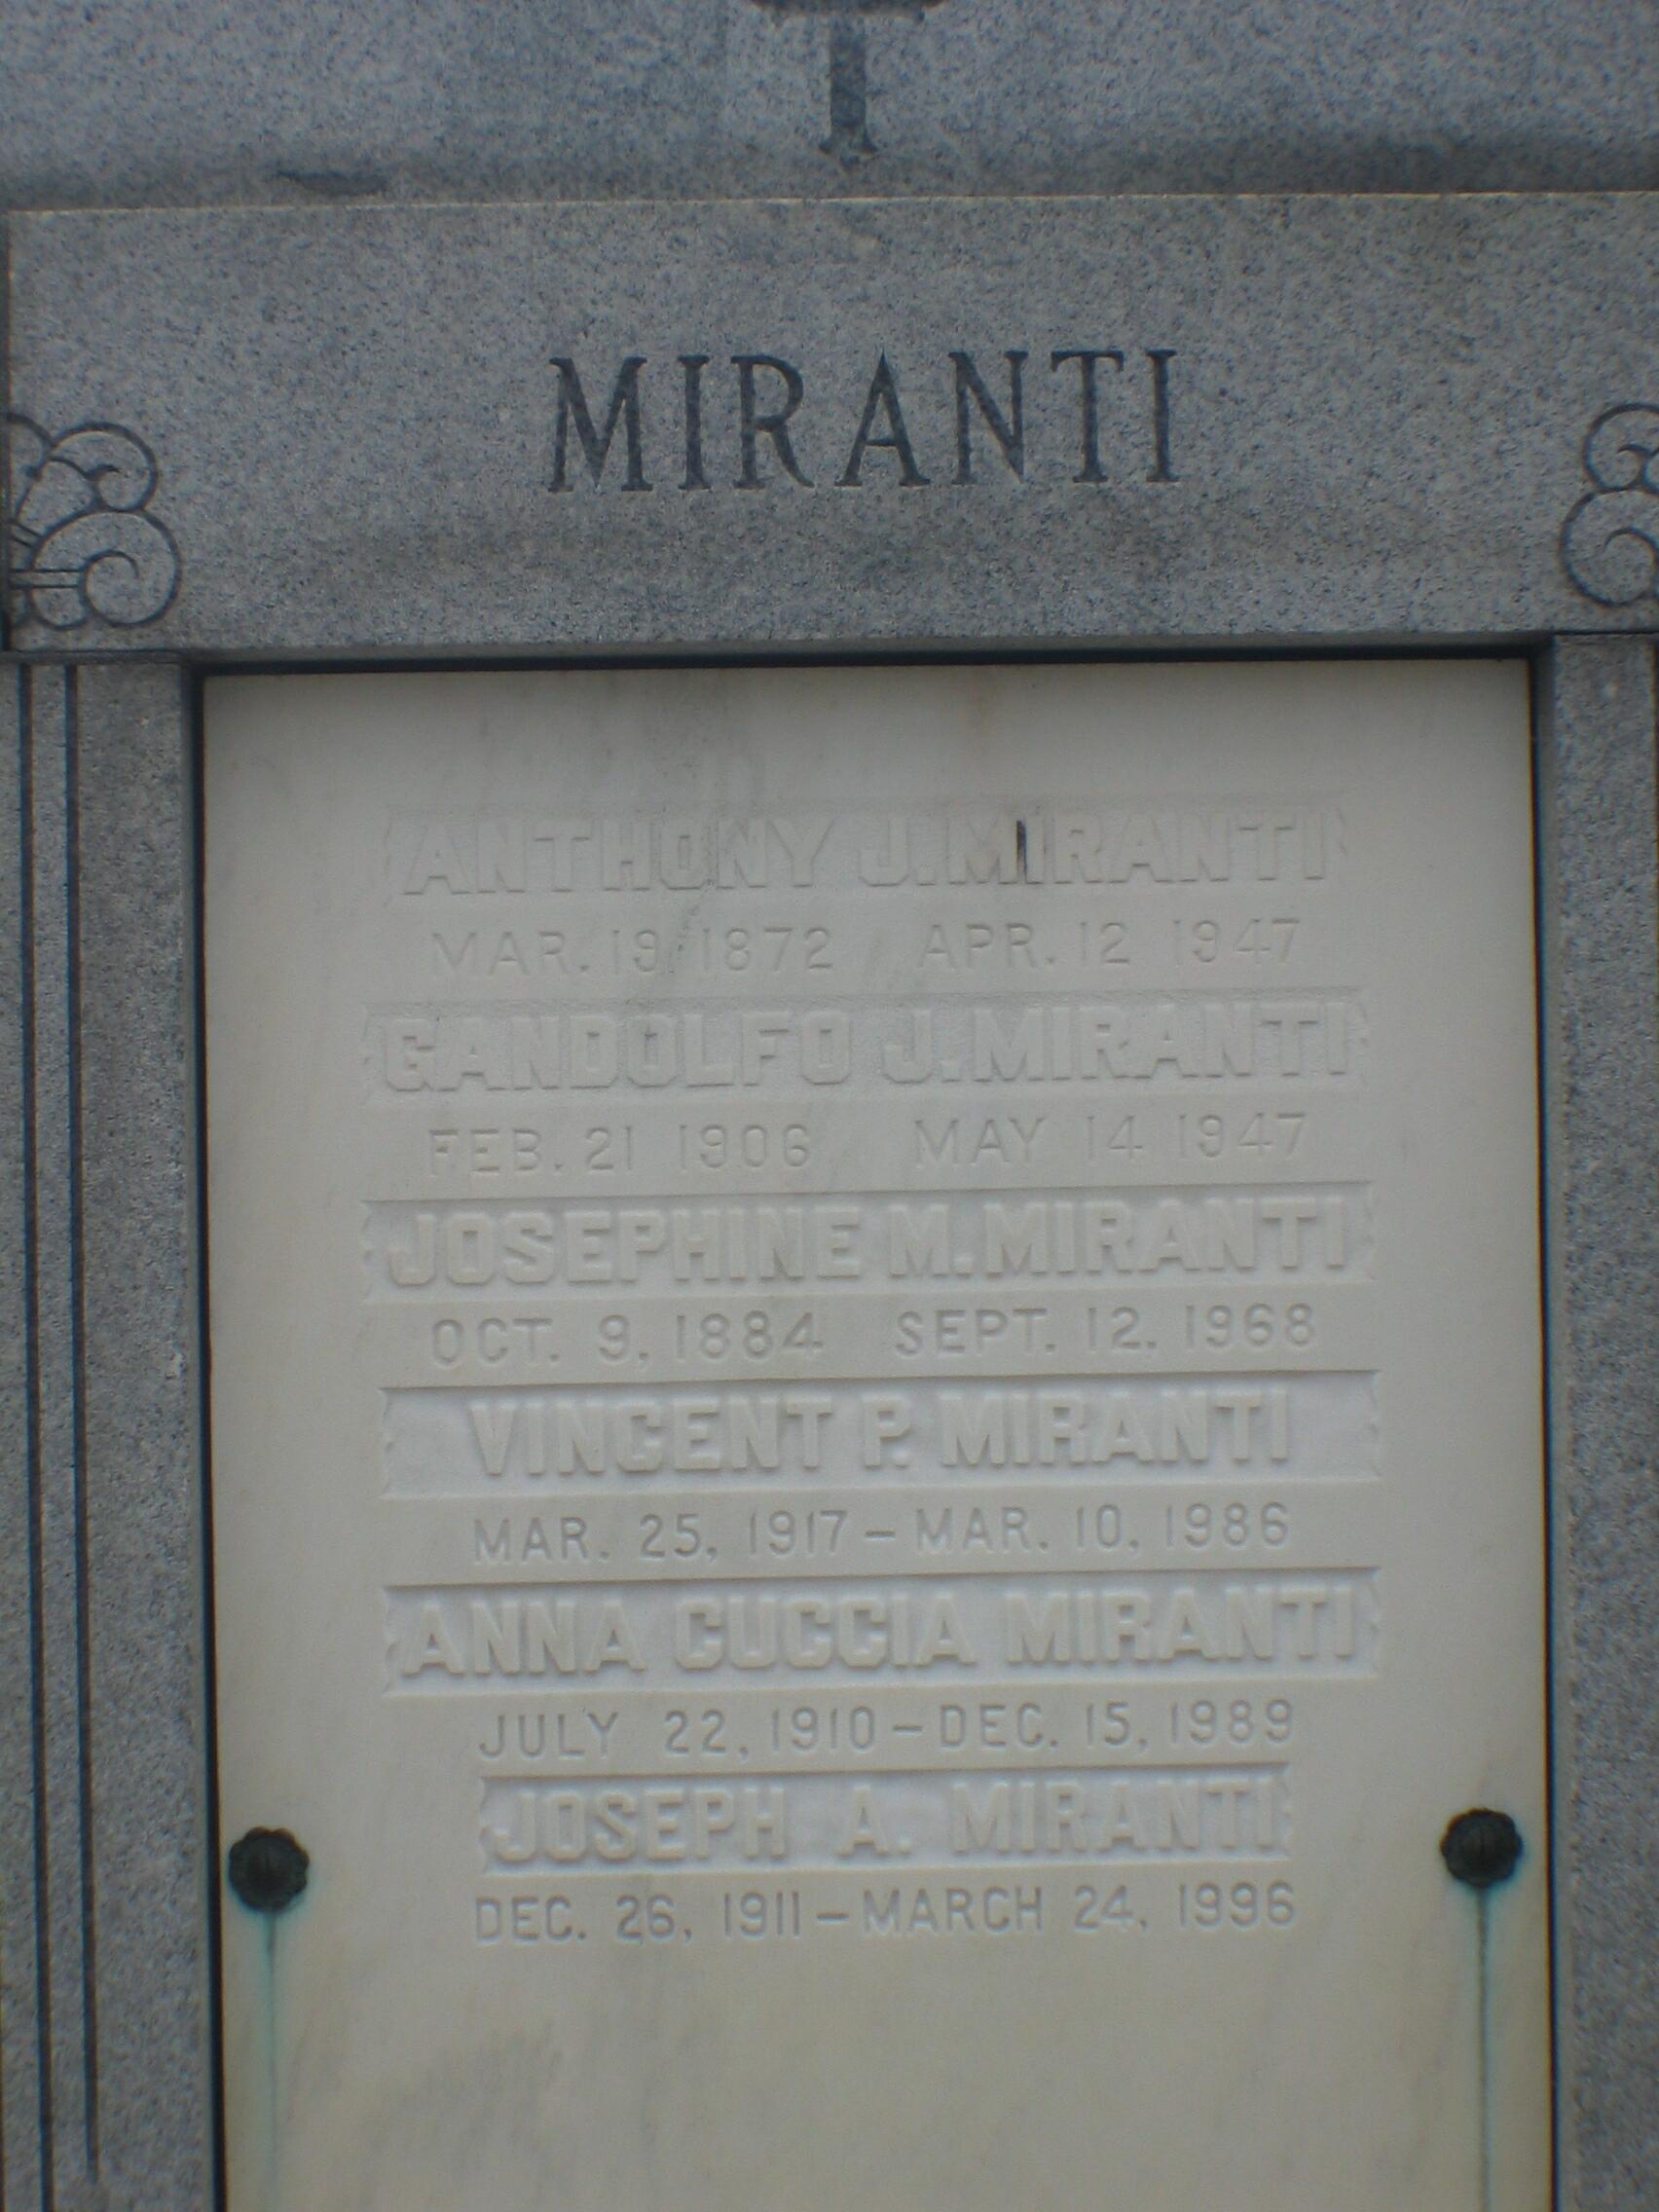 MIRANTI
ANTHONY J. MIRANTI
MAR. 19 1872 APR. 12 1947
GANDOLFO J. MIRANTI
FEB. 21 1906 MAY 14 1947
JOSEPHINE M. MIRANTI
OCT. 9, 1884 SEPT. 12, 1968
VINCENT P. MIRANTI
MAR. 25, 1917 – MAR. 10, 1986
ANNA CUCCIA MIRANTI
JULY 22, 1910 – DEC. 15, 1989
JOSEPH A. MIRANTI
DEC. 26, 1911 – MARCH 24, 1996